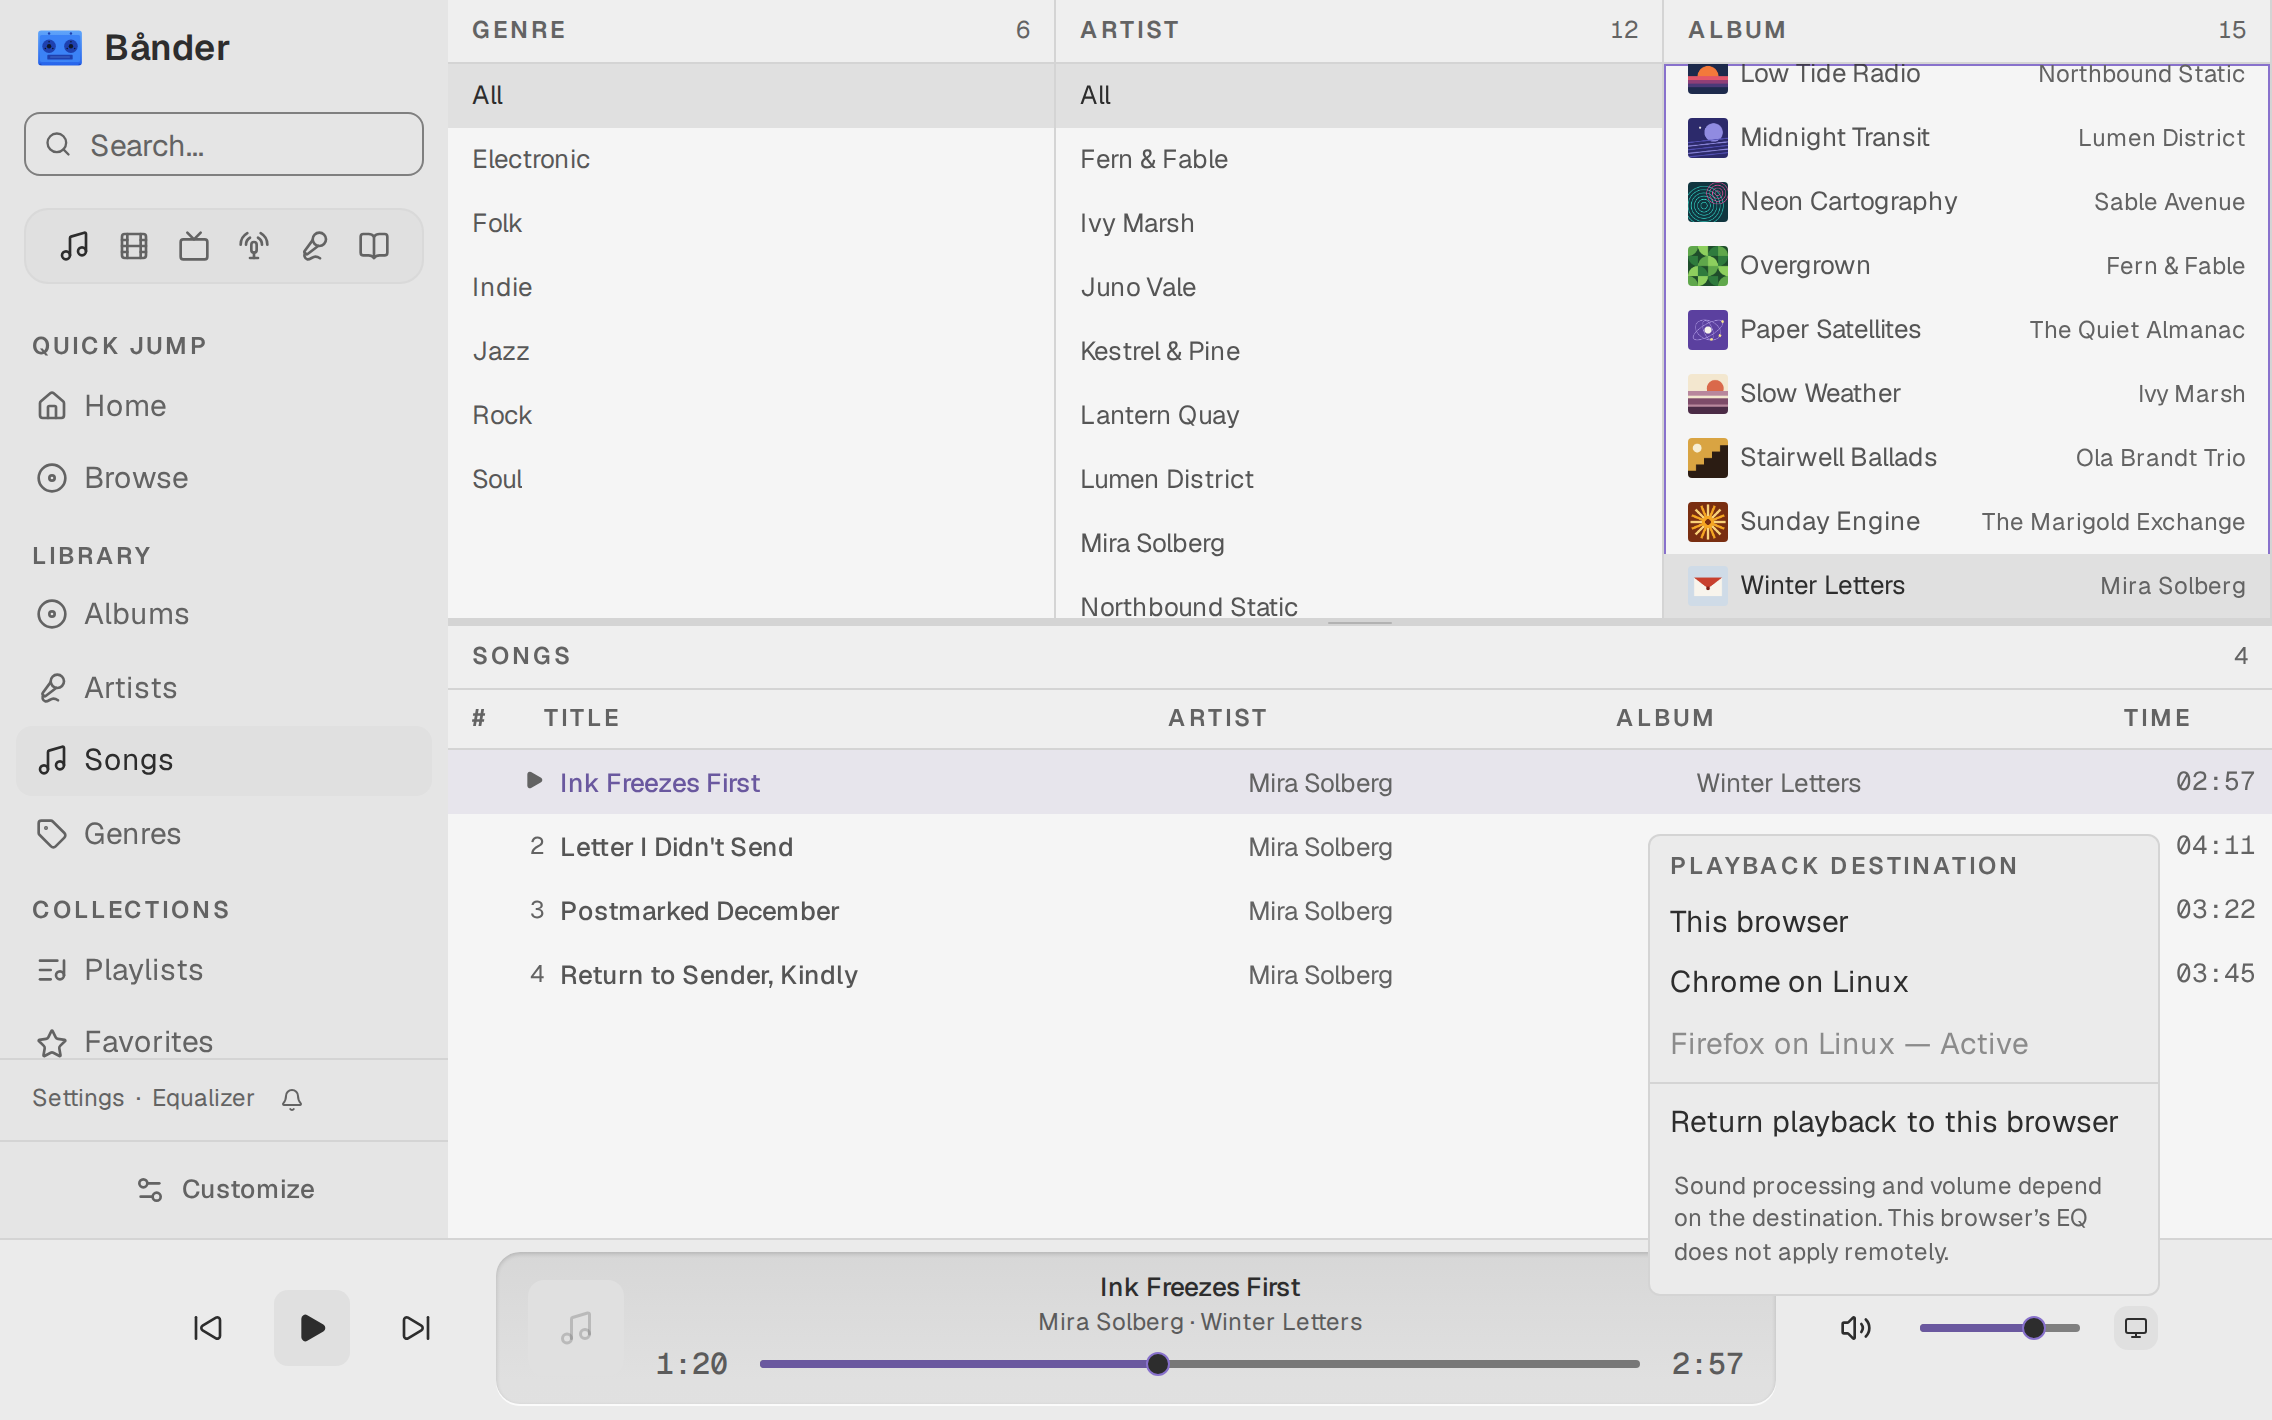 Bånder
Search...
QUICK JUMP
Home
Browse
LIBRARY
Albums
Artists
Songs
Genres
COLLECTIONS
Playlists
Favorites
Settings · Equalizer
Customize
GENRE 6
All
Electronic
Folk
Indie
Jazz
Rock
Soul
ARTIST 12
All
Fern & Fable
Ivy Marsh
Juno Vale
Kestrel & Pine
Lantern Quay
Lumen District
Mira Solberg
Northbound Static
ALBUM 15
Low Tide Radio Northbound Static
Midnight Transit Lumen District
Neon Cartography Sable Avenue
Overgrown Fern & Fable
Paper Satellites The Quiet Almanac
Slow Weather Ivy Marsh
Stairwell Ballads Ola Brandt Trio
Sunday Engine The Marigold Exchange
Winter Letters Mira Solberg
SONGS 4
# TITLE ARTIST ALBUM TIME
Ink Freezes First Mira Solberg Winter Letters 02:57
2 Letter I Didn't Send Mira Solberg 04:11
3 Postmarked December Mira Solberg 03:22
4 Return to Sender, Kindly Mira Solberg 03:45
PLAYBACK DESTINATION
This browser
Chrome on Linux
Firefox on Linux — Active
Return playback to this browser
Sound processing and volume depend
on the destination. This browser’s EQ
does not apply remotely.
Ink Freezes First
Mira Solberg · Winter Letters
1:20 2:57